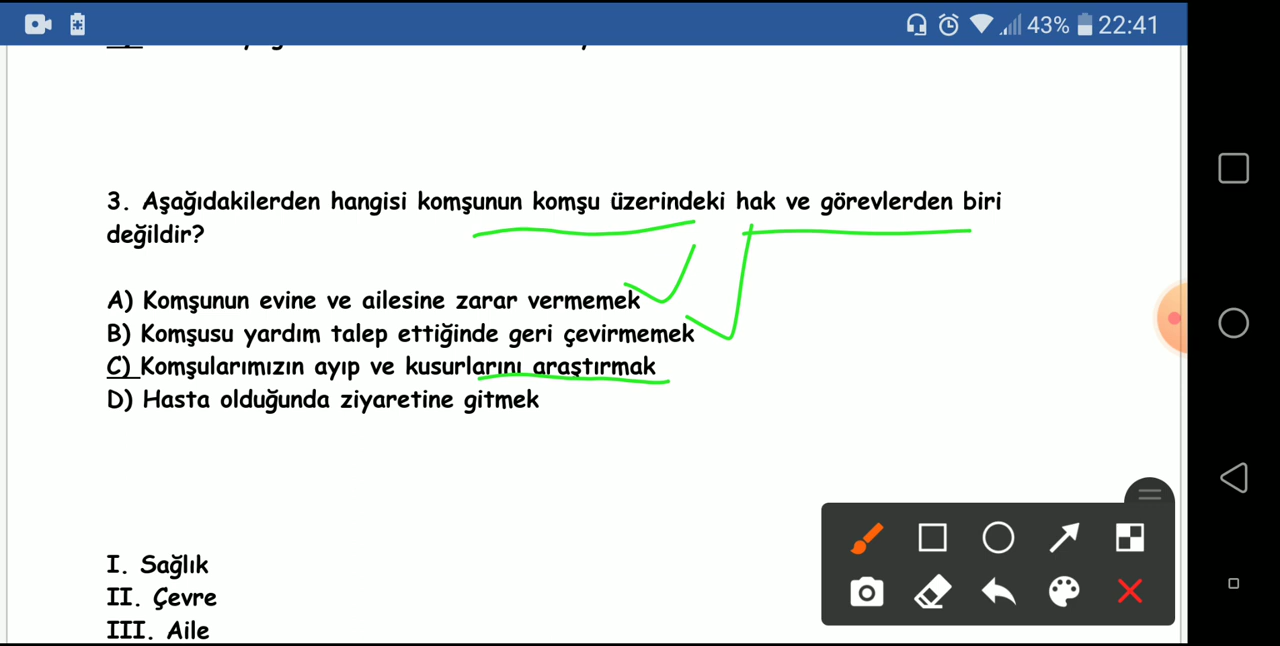 43% 22:41
3. Aşağıdakilerden hangisi komşunun komşu üzerindeki hak ve görevlerden biri
değildir?
A) Komşunun evine ve ailesine zarar vermemek
B) Komşusu yardım talep ettiğinde geri çevirmemek
C) Komşularımızın ayıp ve kusurlarını araştırmak
D) Hasta olduğunda ziyaretine gitmek
I. Sağlık
II. Çevre
III. Aile